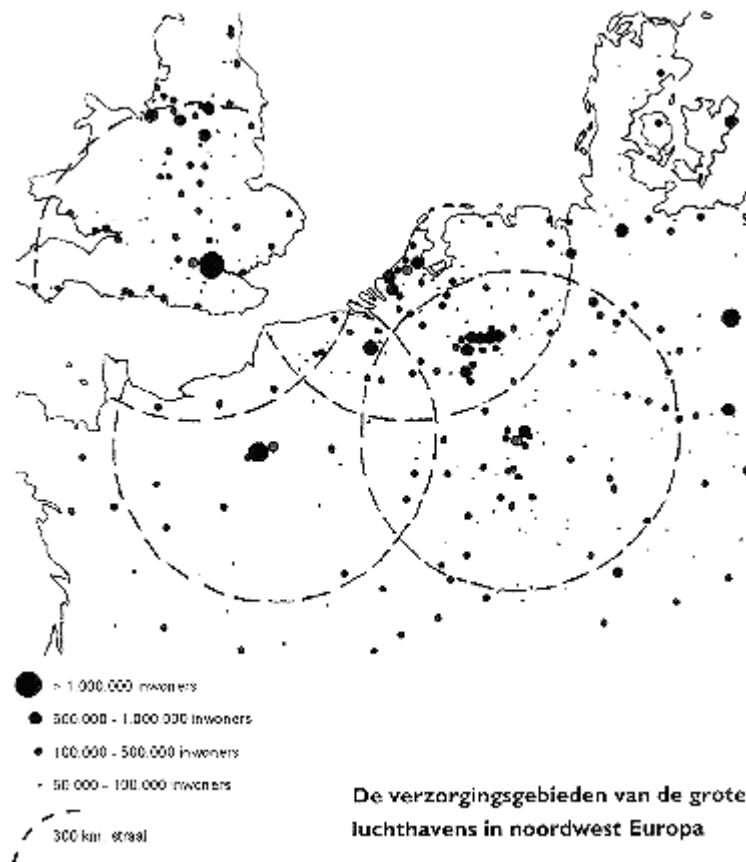 > 1.000.000 inwoners
500.000 - 1.000.000 inwoners
100.000 - 500.000 inwoners
50.000 - 100.000 inwoners
300 km. straal
De verzorgingsgebieden van de grote
luchthavens in noordwest Europa